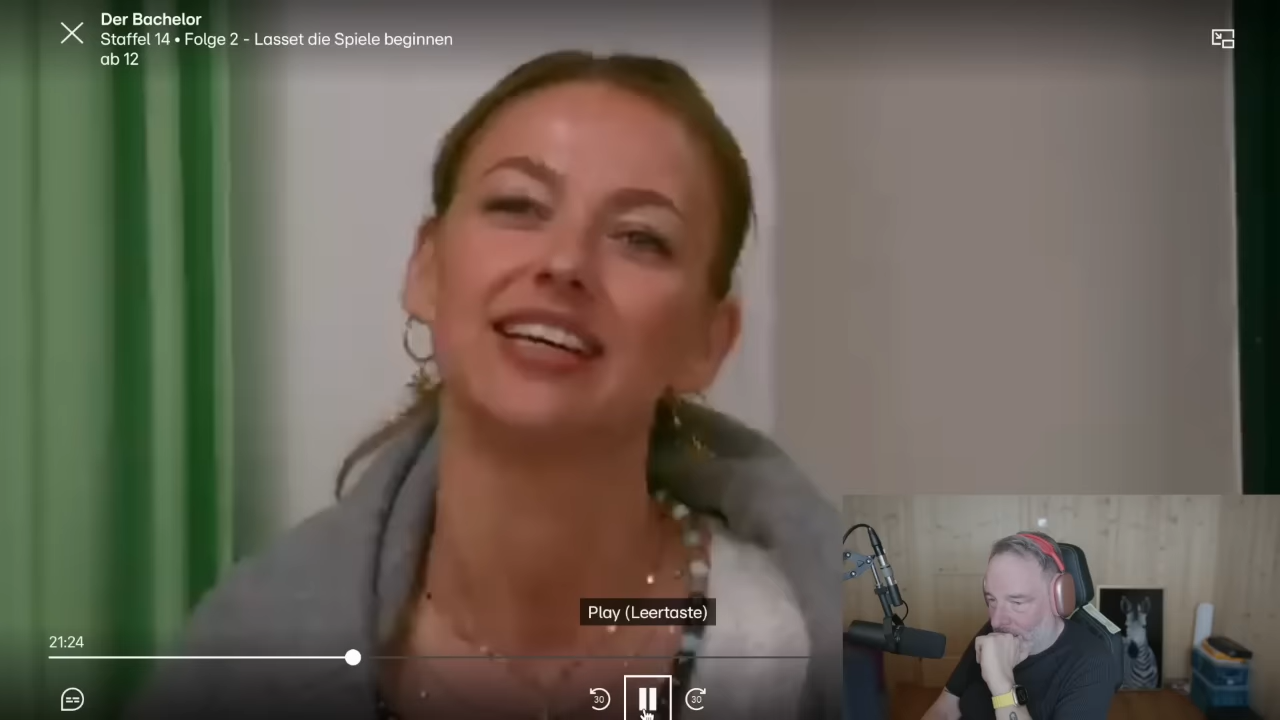 Der Bachelor
Staffel 14 • Folge 2 - Lasset die Spiele beginnen
ab 12
Play (Leertaste)
21:24
30
30